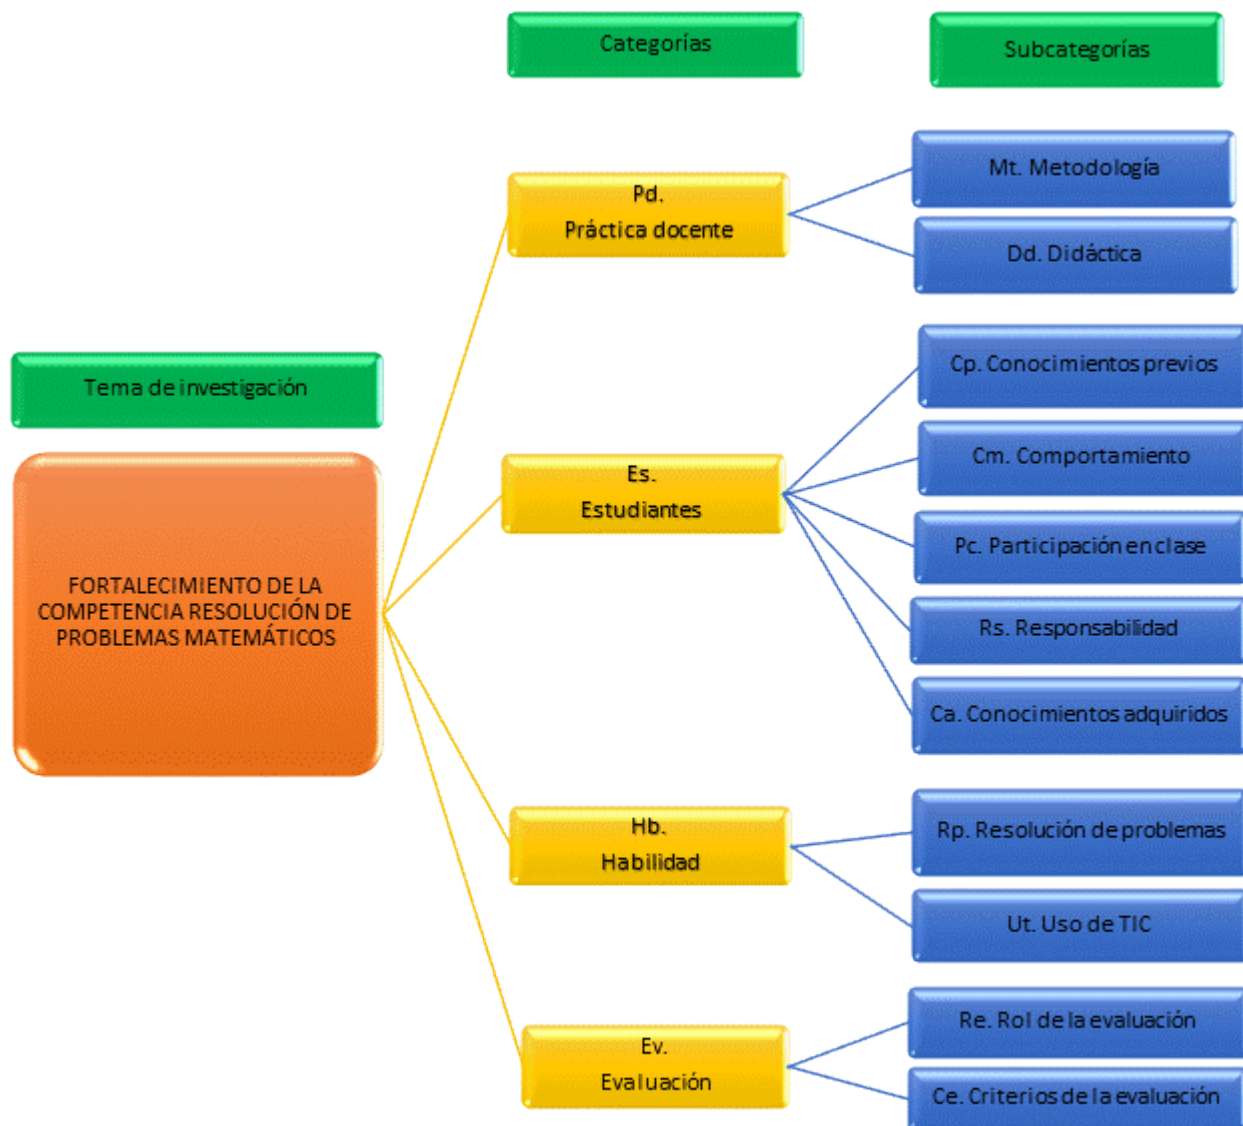 Categorías
Subcategorías
Tema de investigación
FORTALECIMIENTO DE LA
COMPETENCIA RESOLUCIÓN DE
PROBLEMAS MATEMÁTICOS
Pd.
Práctica docente
Mt. Metodología
Dd. Didáctica
Es.
Estudiantes
Cp. Conocimientos previos
Cm. Comportamiento
Pc. Participación en clase
Rs. Responsabilidad
Ca. Conocimientos adquiridos
Hb.
Habilidad
Rp. Resolución de problemas
Ut. Uso de TIC
Ev.
Evaluación
Re. Rol de la evaluación
Ce. Criterios de la evaluación